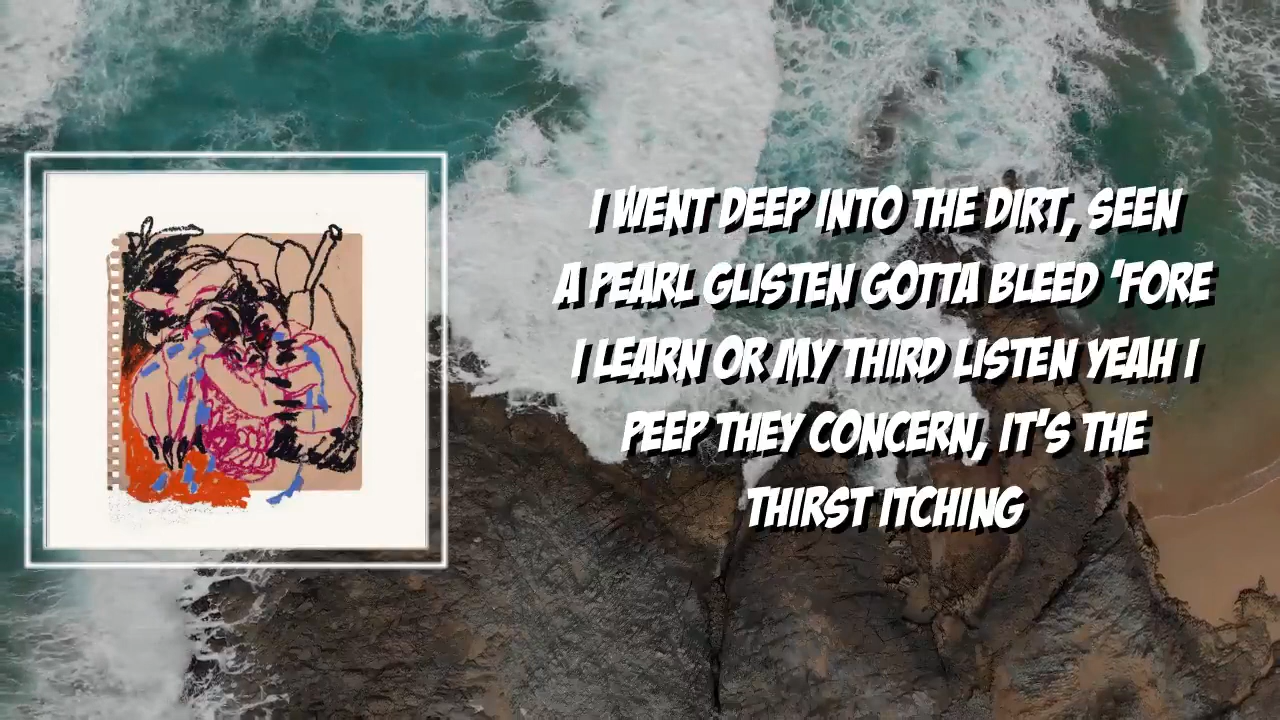 I WENT DEEP INTO THE DIRT, SEEN
A PEARL GLISTEN GOTTA BLEED 'FORE
I LEARN OR MY THIRD LISTEN YEAH I
PEEP THEY CONCERN, IT'S THE
THIRST ITCHING